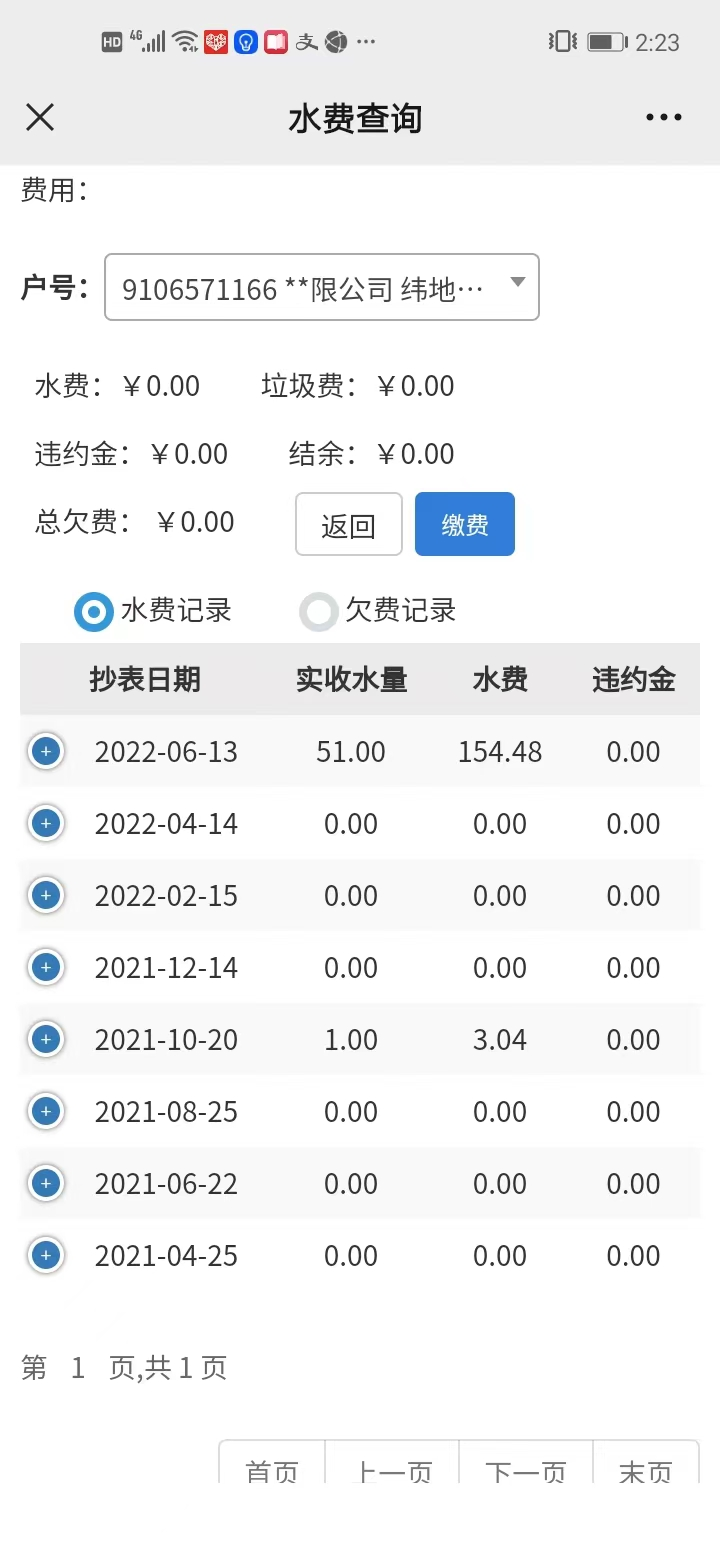 HD 4G 支 ... 2:23
水费查询
费用：
户号： 9106571166 **限公司 纬地…
水费：￥0.00 垃圾费：￥0.00
违约金：￥0.00 结余：￥0.00
总欠费：￥0.00 返回 缴费
水费记录 欠费记录
抄表日期 实收水量 水费 违约金
+ 2022-06-13 51.00 154.48 0.00
+ 2022-04-14 0.00 0.00 0.00
+ 2022-02-15 0.00 0.00 0.00
+ 2021-12-14 0.00 0.00 0.00
+ 2021-10-20 1.00 3.04 0.00
+ 2021-08-25 0.00 0.00 0.00
+ 2021-06-22 0.00 0.00 0.00
+ 2021-04-25 0.00 0.00 0.00
第 1 页,共 1 页
首页 上一页 下一页 末页